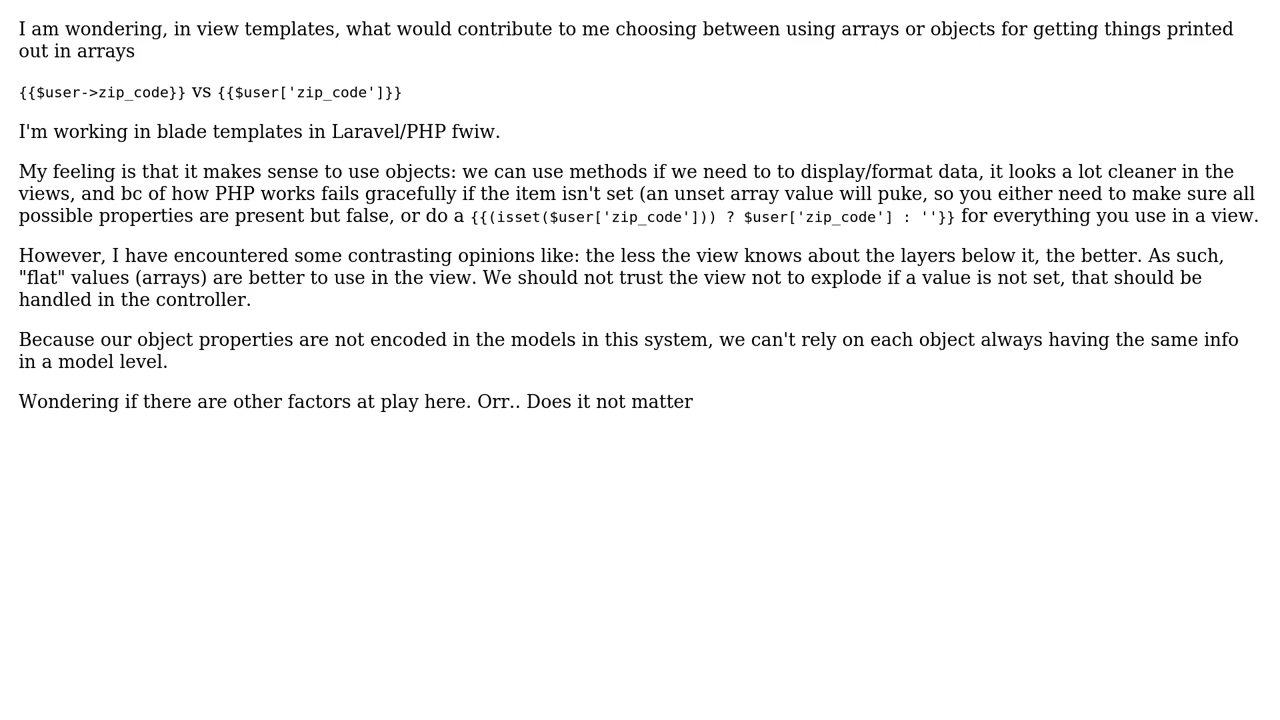 I am wondering, in view templates, what would contribute to me choosing between using arrays or objects for getting things printed
out in arrays
{{$user->zip_code}} vs {{$user['zip_code']}}
I'm working in blade templates in Laravel/PHP fwiw.
My feeling is that it makes sense to use objects: we can use methods if we need to to display/format data, it looks a lot cleaner in the
views, and bc of how PHP works fails gracefully if the item isn't set (an unset array value will puke, so you either need to make sure all
possible properties are present but false, or do a {{(isset($user['zip_code'])) ? $user['zip_code'] : ''}} for everything you use in a view.
However, I have encountered some contrasting opinions like: the less the view knows about the layers below it, the better. As such,
"flat" values (arrays) are better to use in the view. We should not trust the view not to explode if a value is not set, that should be
handled in the controller.
Because our object properties are not encoded in the models in this system, we can't rely on each object always having the same info
in a model level.
Wondering if there are other factors at play here. Orr.. Does it not matter